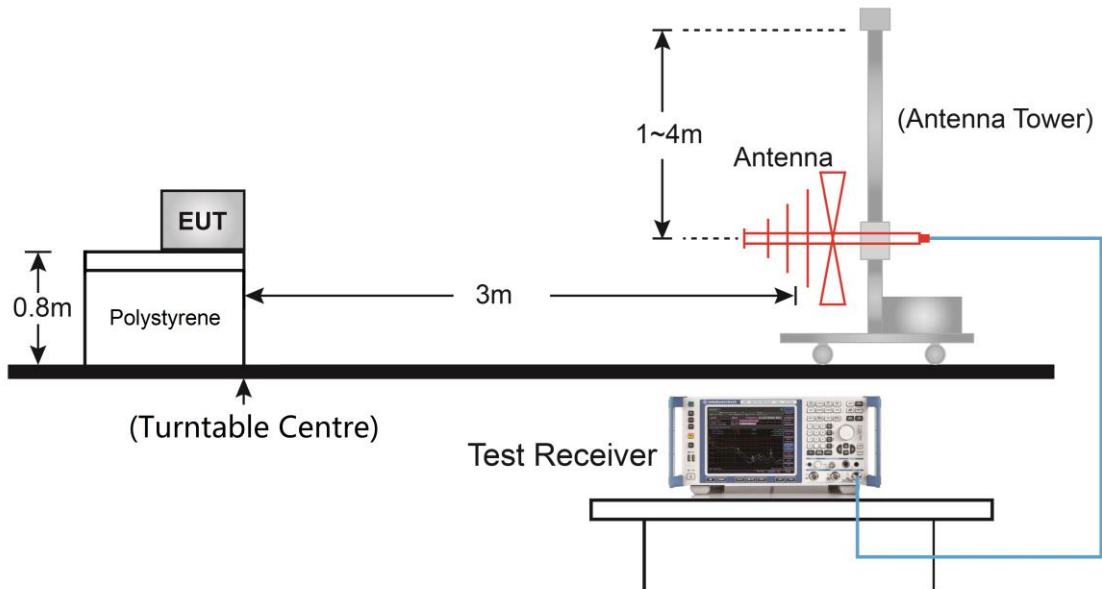 1~4m
(Antenna Tower)
Antenna
EUT
0.8m
Polystyrene
3m
(Turntable Centre)
Test Receiver